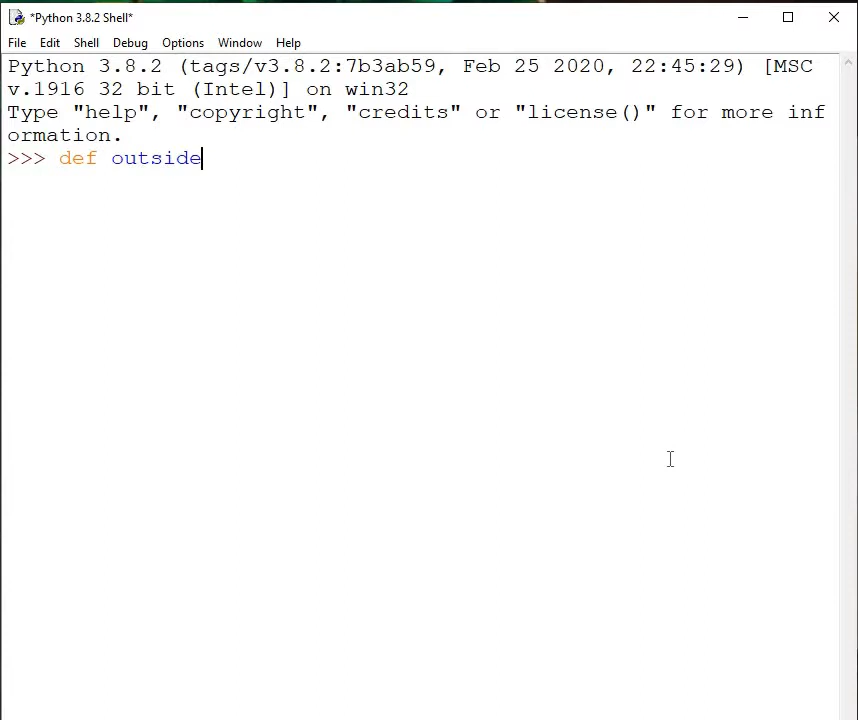 *Python 3.8.2 Shell*
File Edit Shell Debug Options Window Help
Python 3.8.2 (tags/v3.8.2:7b3ab59, Feb 25 2020, 22:45:29) [MSC
v.1916 32 bit (Intel)] on win32
Type "help", "copyright", "credits" or "license()" for more inf
ormation.
>>> def outside